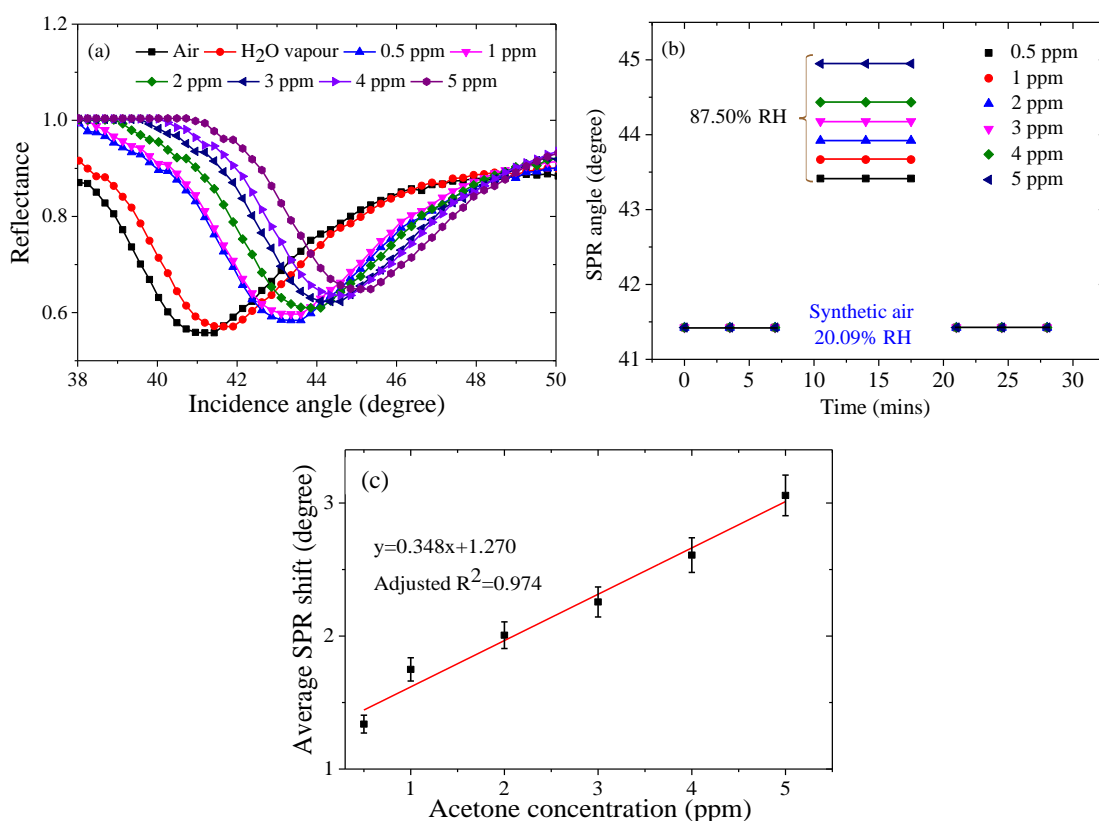 (a)
Air H2O vapour 0.5 ppm 1 ppm
2 ppm 3 ppm 4 ppm 5 ppm
1.2
1.0
0.8
0.6
Reflectance
38 40 42 44 46 48 50
Incidence angle (degree)
(b)
0.5 ppm
1 ppm
2 ppm
3 ppm
4 ppm
5 ppm
87.50% RH
Synthetic air
20.09% RH
45
44
43
42
41
SPR angle (degree)
0 5 10 15 20 25 30
Time (mins)
(c)
y=0.348x+1.270
Adjusted R2=0.974
3
2
1
Average SPR shift (degree)
1 2 3 4 5
Acetone concentration (ppm)